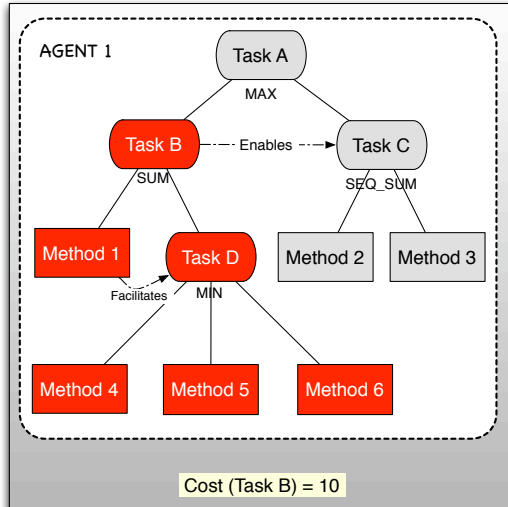 AGENT 1
Task A
MAX
Task B
Enables
Task C
SUM
SEQ_SUM
Method 1
Task D
Method 2
Method 3
Facilitates
MIN
Method 4
Method 5
Method 6
Cost (Task B) = 10